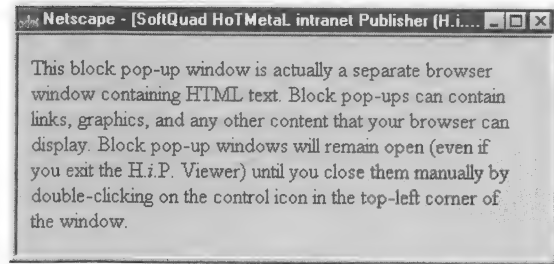 Netscape - [SoftQuad HoTMetaL intranet Publisher (H.i....
This block pop-up window is actually a separate browser
window containing HTML text. Block pop-ups can contain
links, graphics, and any other content that your browser can
display. Block pop-up windows will remain open (even if
you exit the H.i.P. Viewer) until you close them manually by
double-clicking on the control icon in the top-left corner of
the window.